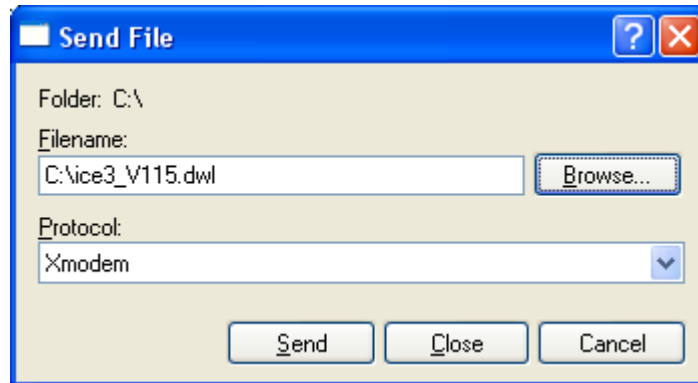 Send File
Folder: C:\
Filename:
C:\ice3_V115.dwl
Browse...
Protocol:
Xmodem
Send Close Cancel